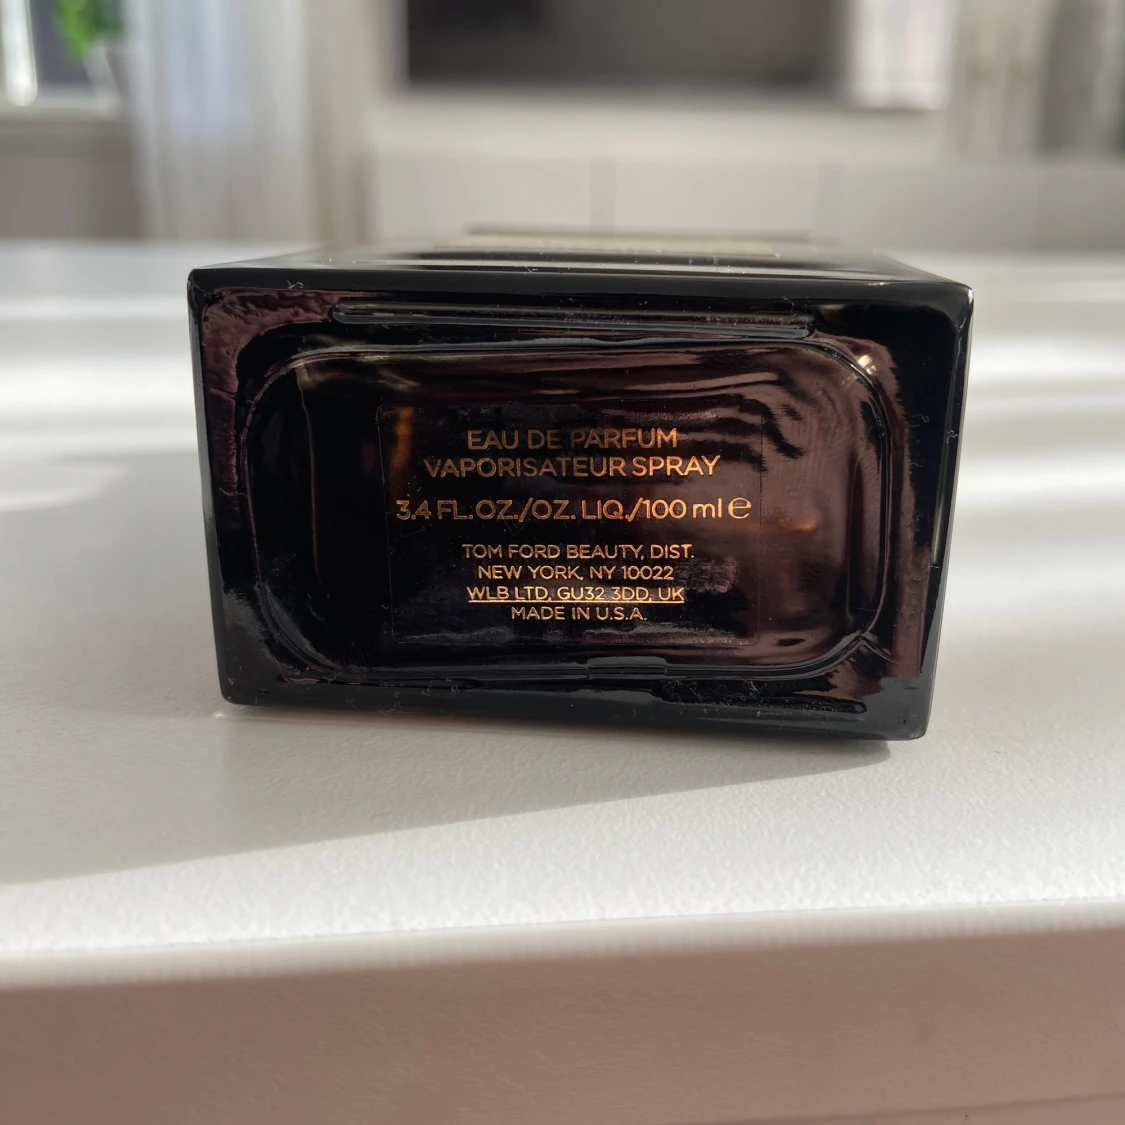 EAU DE PARFUM
VAPORISATEUR SPRAY
3.4 FL. OZ./OZ. LIQ./100 ml ℮
TOM FORD BEAUTY, DIST.
NEW YORK, NY 10022
WLB LTD, GU32 3DD, UK
MADE IN U.S.A.